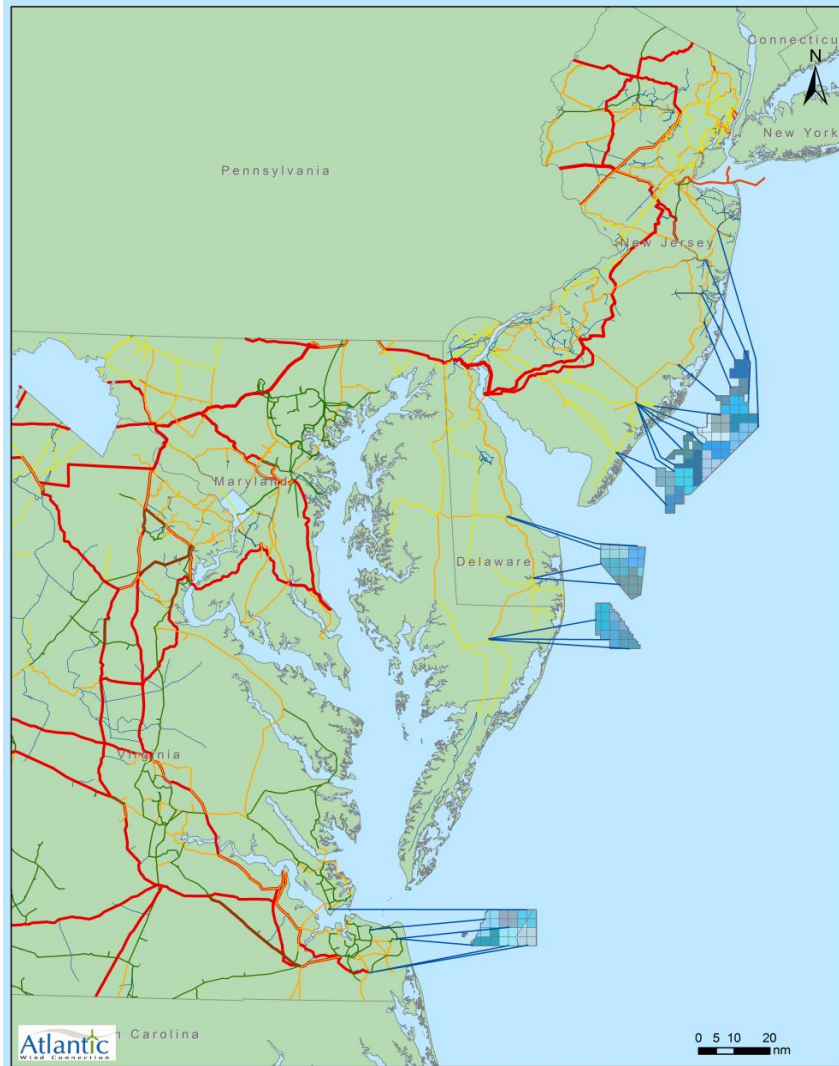 Connecticu
N
New York
Pennsylvania
New Jersey
Maryland
Delaware
Virginia
h Carolina
Atlantic
Wind Connection
0 5 10 20
nm